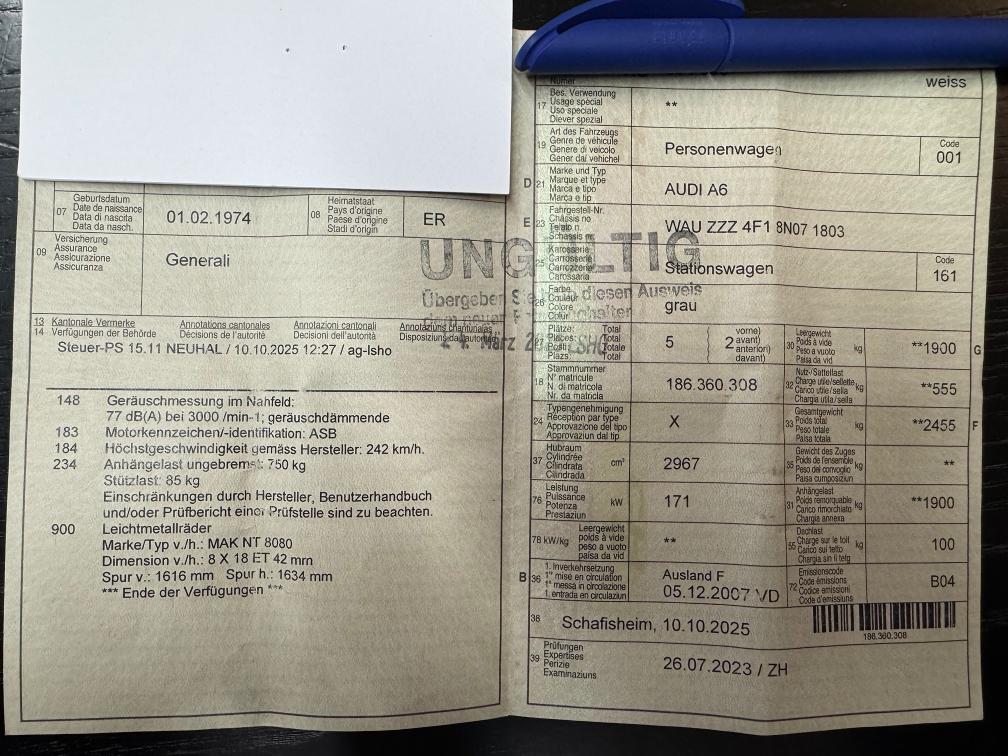 07
Geburtsdatum
Date de naissance
Data di nascita
Data da nasch.
01.02.1974
08
Heimatstaat
Pays d'origine
Paese d'origine
Stadi d'origin
ER
09
Versicherung
Assurance
Assicurazione
Assicuranza
Generali
13 Kantonale Vermerke Annotations cantonales Annotazioni cantonali Annotaziuns chantunalas
14 Verfügungen der Behörde Décisions de l'autorité Decisioni dell'autorità Disposiziuns da l'autoritad
Steuer-PS 15.11 NEUHAL / 10.10.2025 12:27 / ag-lsho
148 Geräuschmessung im Nahfeld:
77 dB(A) bei 3000 /min-1; geräuschdämmende
183 Motorkennzeichen/-identifikation: ASB
184 Höchstgeschwindigkeit gemäss Hersteller: 242 km/h.
234 Anhängelast ungebremst: 750 kg
Stützlast: 85 kg
Einschränkungen durch Hersteller, Benutzerhandbuch
und/oder Prüfbericht einer Prüfstelle sind zu beachten.
900 Leichtmetallräder
Marke/Typ v./h.: MAK NT 8080
Dimension v./h.: 8 X 18 ET 42 mm
Spur v.: 1616 mm Spur h.: 1634 mm
*** Ende der Verfügungen ***
UNGÜLTIG
Übergeben Sie diesen Ausweis
halter
März
Numer
weiss
17
Bes. Verwendung
Usage spécial
Uso speciale
Diever spezial
**
19
Art des Fahrzeugs
Genre de véhicule
Genere di veicolo
Gener dal vehichel
Personenwagen
Code
001
D 21
Marke und Typ
Marque et type
Marca e tipo
Marca e tip
AUDI A6
E 23
Fahrgestell-Nr.
Châssis no
Telaio n.
Schassis nr.
WAU ZZZ 4F1 8N07 1803
25
Karosserie
Carrosserie
Carrozzeria
Carossaria
Stationswagen
Code
161
26
Farbe
Couleur
Colore
Colur
grau
27
Plätze: Total
Places: Total
Posti: Totale
Plazs: Total
5
2
vorne)
avant)
anteriori)
davant)
30
Leergewicht
Poids à vide
Peso a vuoto
Paisa da vid
kg
**1900
G
18
Stammnummer
N° matricule
N. di matricola
Nr. da matricla
186.360.308
32
Nutz-/Sattellast
Charge utile/sellette
Carico utile/sella
Chargia utila/sella
kg
**555
24
Typengenehmigung
Réception par type
Approvazione del tipo
Approvaziun dal tip
X
33
Gesamtgewicht
Poids total
Peso totale
Paisa totala
kg
**2455
F
37
Hubraum
Cylindrée
Cilindrata
Cilindrada
cm³
2967
35
Gewicht des Zuges
Poids de l'ensemble
Peso del convoglio
Paisa cumposiziun
kg
**
76
Leistung
Puissance
Potenza
Prestaziun
kW
171
31
Anhängelast
Poids remorquable
Carico rimorchiato
Chargia annexa
kg
**1900
78 kW/kg
Leergewicht
poids à vide
peso a vuoto
paisa da vid
**
55
Dachlast
Charge sur le toit
Carico sul tetto
Chargia sin il tetg
kg
100
B 36
1. Inverkehrsetzung
1re mise en circulation
1a messa in circolazione
1. entrada en circulaziun
Ausland F
05.12.2007 VD
72
Emissionscode
Code émissions
Codice emissioni
Code d'emissiuns
B04
38
Schafisheim, 10.10.2025
186.360.308
39
Prüfungen
Expertises
Perizie
Examinaziuns
26.07.2023 / ZH